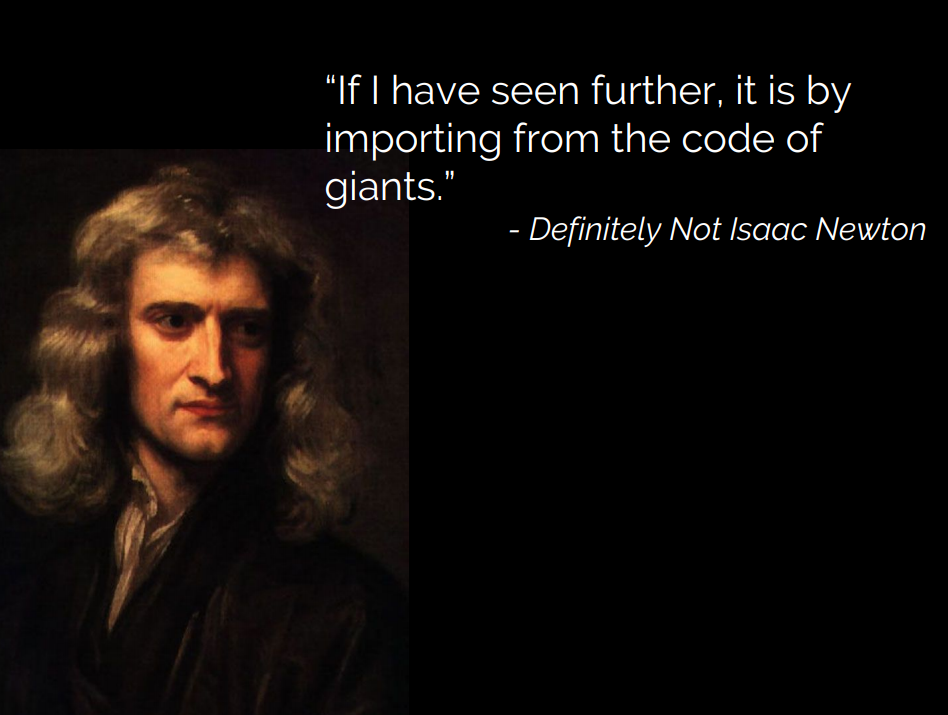 “If I have seen further, it is by
importing from the code of
giants.”
- Definitely Not Isaac Newton